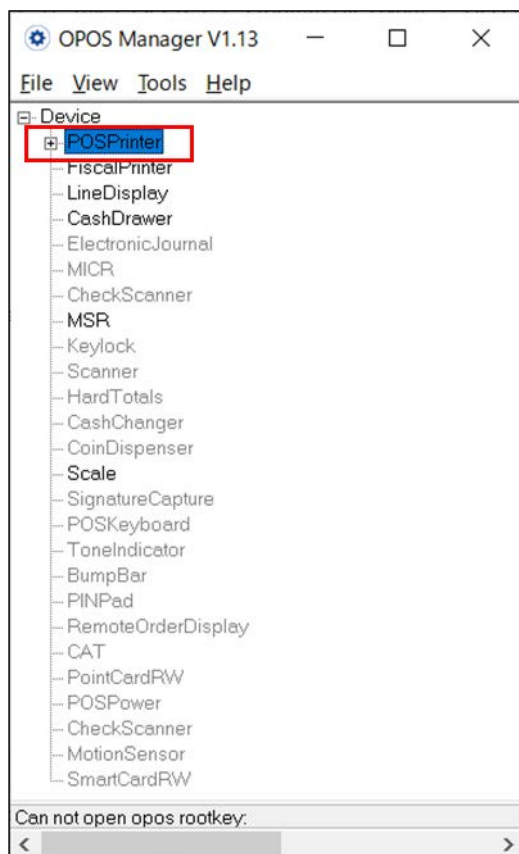 OPOS Manager V1.13
File View Tools Help
Device
POSPrinter
FiscalPrinter
LineDisplay
CashDrawer
ElectronicJournal
MICR
CheckScanner
MSR
Keylock
Scanner
HardTotals
CashChanger
CoinDispenser
Scale
SignatureCapture
POSKeyboard
ToneIndicator
BumpBar
PINPad
RemoteOrderDisplay
CAT
PointCardRW
POSPower
CheckScanner
MotionSensor
SmartCardRW
Can not open opos rootkey: